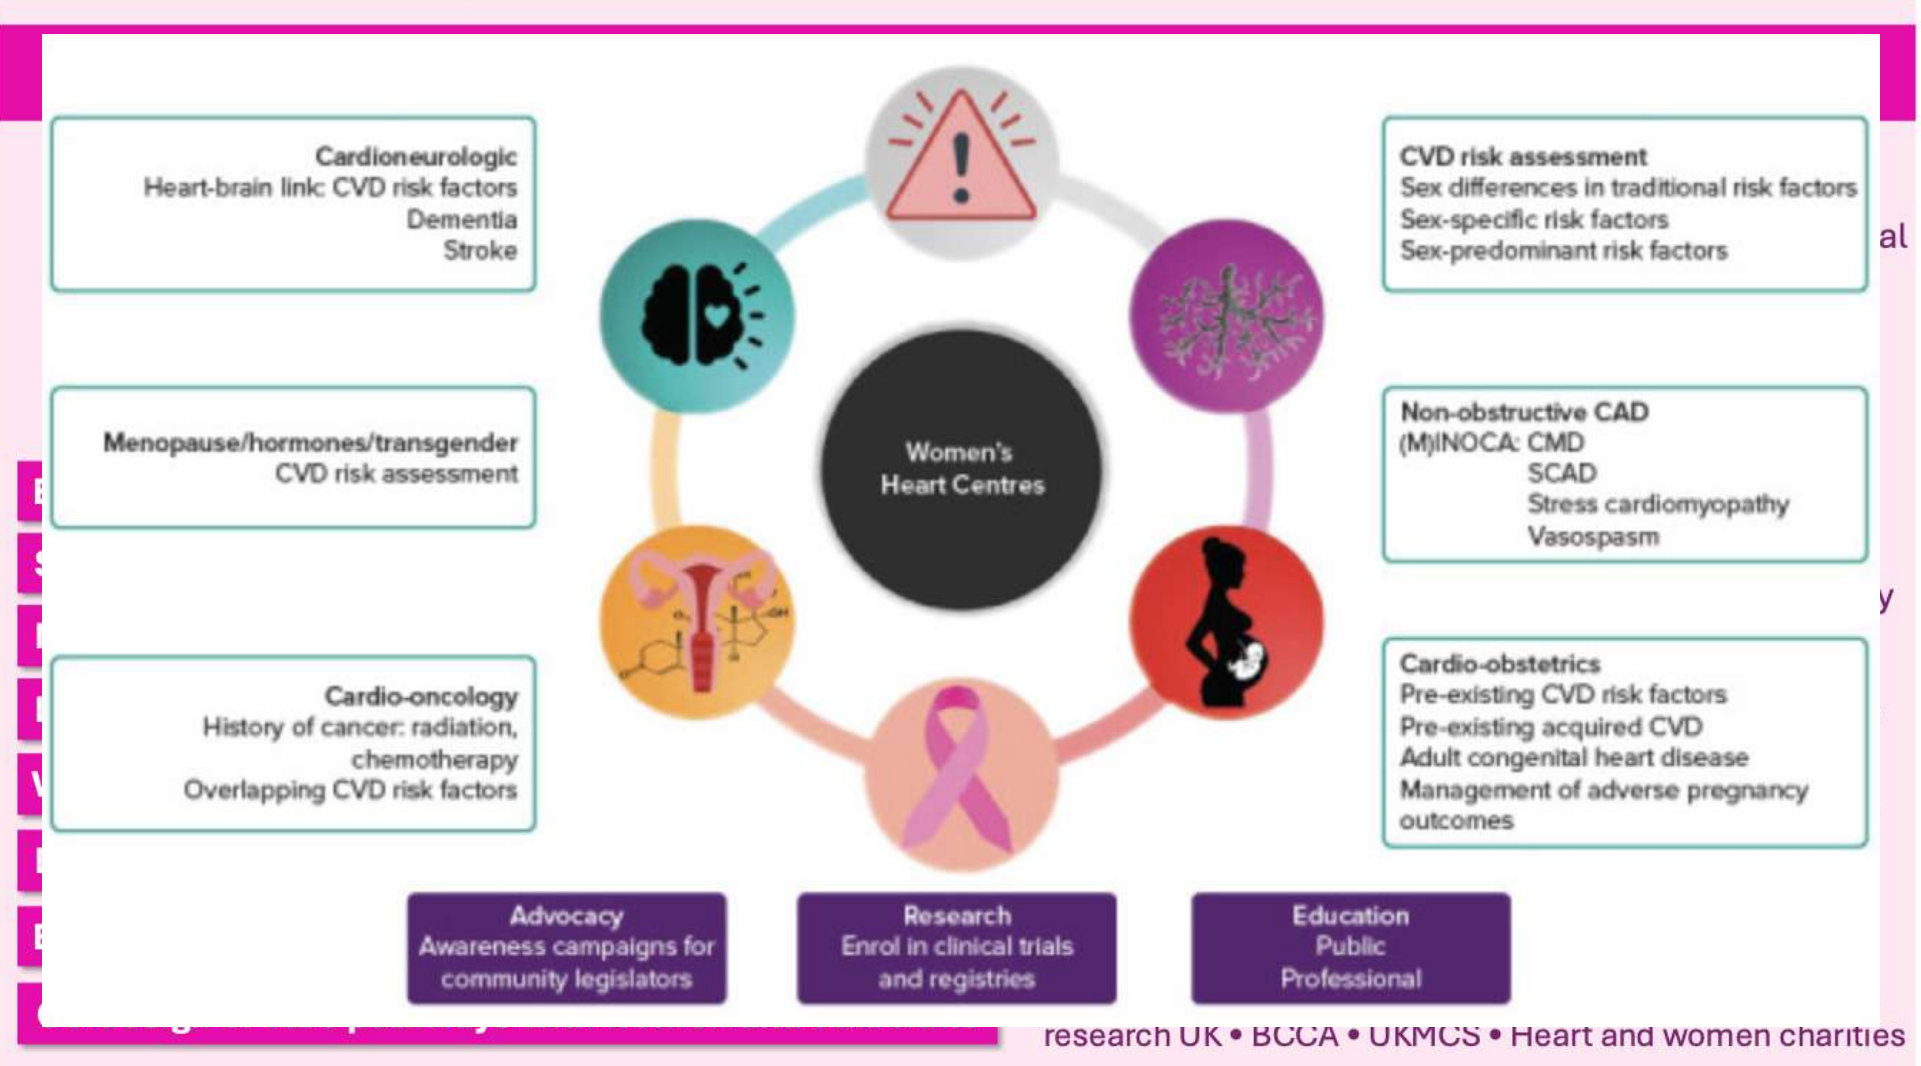 Cardioneurologic
Heart-brain link: CVD risk factors
Dementia
Stroke
Menopause/hormones/transgender
CVD risk assessment
Cardio-oncology
History of cancer: radiation,
chemotherapy
Overlapping CVD risk factors
Women's
Heart Centres
CVD risk assessment
Sex differences in traditional risk factors
Sex-specific risk factors
Sex-predominant risk factors
Non-obstructive CAD
(M)INOCA: CMD
SCAD
Stress cardiomyopathy
Vasospasm
Cardio-obstetrics
Pre-existing CVD risk factors
Pre-existing acquired CVD
Adult congenital heart disease
Management of adverse pregnancy
outcomes
Advocacy
Awareness campaigns for
community legislators
Research
Enrol in clinical trials
and registries
Education
Public
Professional
research UK • BCCA • UKMCS • Heart and women charities